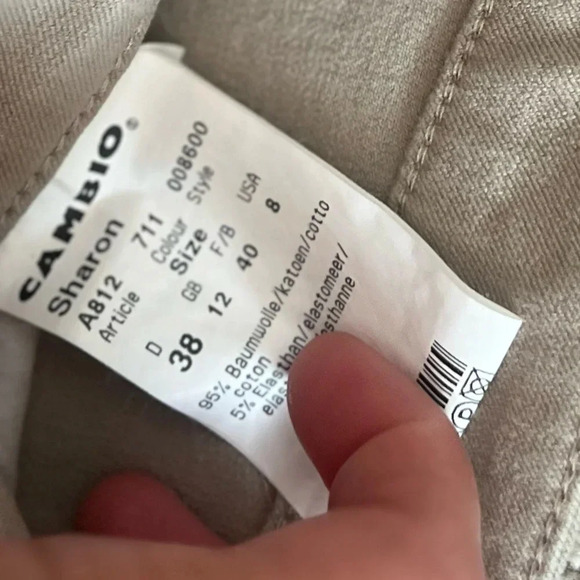 CAMBIO®
Sharon
A812 711 008600
Article Colour Style
Size
D GB F/B USA
38 12 40 8
95% Baumwolle/katoen/cotto
coton
5% Elasthan/elastomeer/